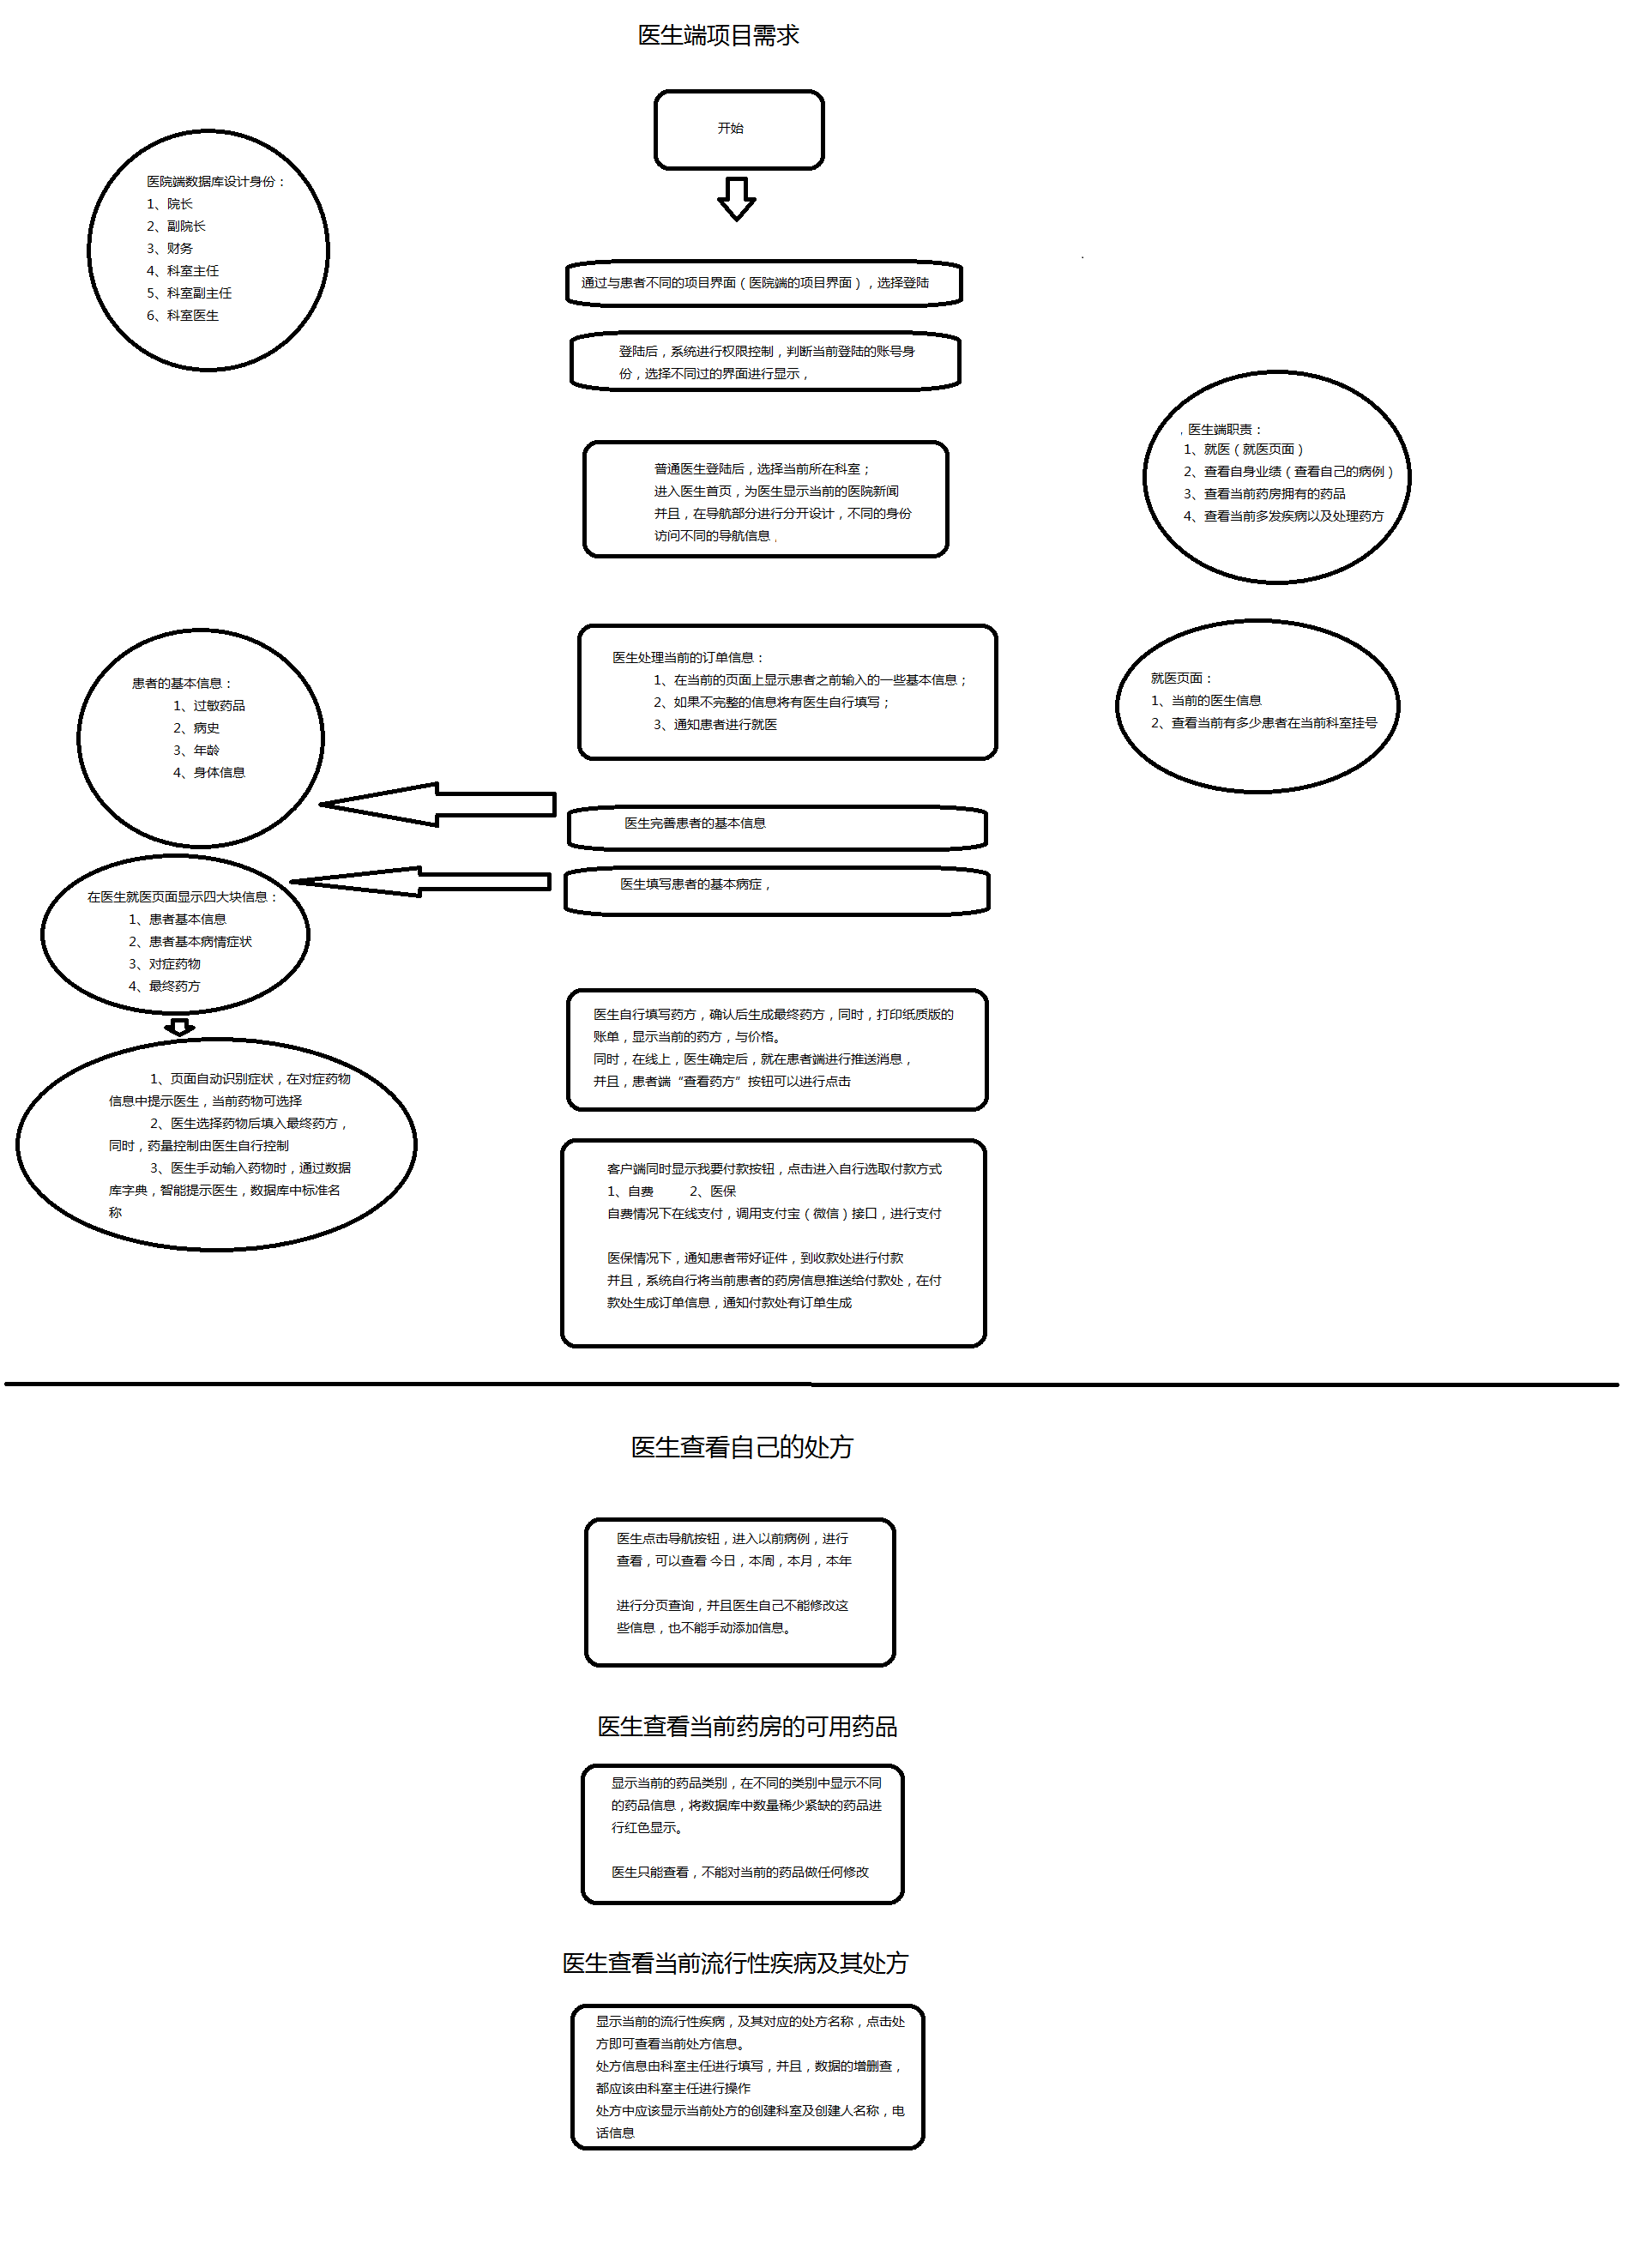 医生端项目需求
开始
医院端数据库设计身份：
1、院长
2、副院长
3、财务
4、科室主任
5、科室副主任
6、科室医生
通过与患者不同的项目界面（医院端的项目界面），选择登陆
登陆后，系统进行权限控制，判断当前登陆的账号身
份，选择不同过的界面进行显示，
，医生端职责：
1、就医（就医页面）
2、查看自身业绩（查看自己的病例）
3、查看当前药房拥有的药品
4、查看当前多发疾病以及处理药方
普通医生登陆后，选择当前所在科室；
进入医生首页，为医生显示当前的医院新闻
并且，在导航部分进行分开设计，不同的身份
访问不同的导航信息，
医生处理当前的订单信息：
1、在当前的页面上显示患者之前输入的一些基本信息；
2、如果不完整的信息将有医生自行填写；
3、通知患者进行就医
就医页面：
1、当前的医生信息
2、查看当前有多少患者在当前科室挂号
患者的基本信息：
1、过敏药品
2、病史
3、年龄
4、身体信息
医生完善患者的基本信息
医生填写患者的基本病症，
在医生就医页面显示四大块信息：
1、患者基本信息
2、患者基本病情症状
3、对症药物
4、最终药方
医生自行填写药方，确认后生成最终药方，同时，打印纸质版的
账单，显示当前的药方，与价格。
同时，在线上，医生确定后，就在患者端进行推送消息，
并且，患者端“查看药方”按钮可以进行点击
1、页面自动识别症状，在对症药物
信息中提示医生，当前药物可选择
2、医生选择药物后填入最终药方，
同时，药量控制由医生自行控制
3、医生手动输入药物时，通过数据
库字典，智能提示医生，数据库中标准名
称
客户端同时显示我要付款按钮，点击进入自行选取付款方式
1、自费 2、医保
自费情况下在线支付，调用支付宝（微信）接口，进行支付
医保情况下，通知患者带好证件，到收款处进行付款
并且，系统自行将当前患者的药房信息推送给付款处，在付
款处生成订单信息，通知付款处有订单生成
医生查看自己的处方
医生点击导航按钮，进入以前病例，进行
查看，可以查看 今日，本周，本月，本年
进行分页查询，并且医生自己不能修改这
些信息，也不能手动添加信息。
医生查看当前药房的可用药品
显示当前的药品类别，在不同的类别中显示不同
的药品信息，将数据库中数量稀少紧缺的药品进
行红色显示。
医生只能查看，不能对当前的药品做任何修改
医生查看当前流行性疾病及其处方
显示当前的流行性疾病，及其对应的处方名称，点击处
方即可查看当前处方信息。
处方信息由科室主任进行填写，并且，数据的增删查，
都应该由科室主任进行操作
处方中应该显示当前处方的创建科室及创建人名称，电
话信息